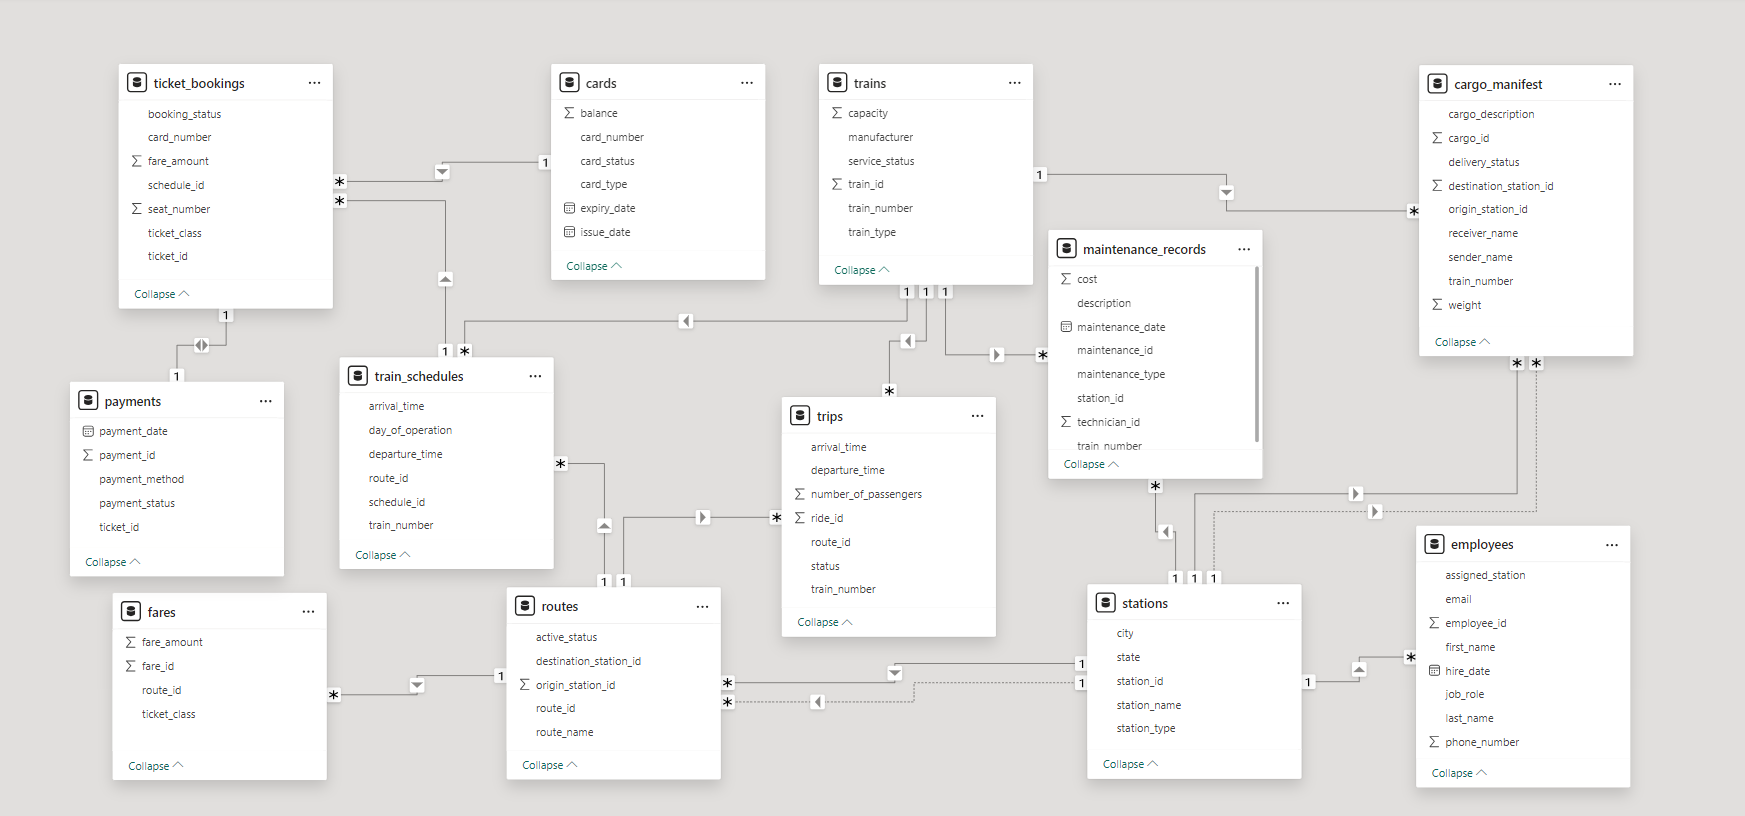 ticket_bookings
booking_status
card_number
fare_amount
schedule_id
seat_number
ticket_class
ticket_id
Collapse
cards
balance
card_number
card_status
card_type
expiry_date
issue_date
Collapse
trains
capacity
manufacturer
service_status
train_id
train_number
train_type
Collapse
cargo_manifest
cargo_description
cargo_id
delivery_status
destination_station_id
origin_station_id
receiver_name
sender_name
train_number
weight
Collapse
maintenance_records
cost
description
maintenance_date
maintenance_id
maintenance_type
station_id
technician_id
train_number
Collapse
payments
payment_date
payment_id
payment_method
payment_status
ticket_id
Collapse
train_schedules
arrival_time
day_of_operation
departure_time
route_id
schedule_id
train_number
Collapse
trips
arrival_time
departure_time
number_of_passengers
ride_id
route_id
status
train_number
Collapse
fares
fare_amount
fare_id
route_id
ticket_class
Collapse
routes
active_status
destination_station_id
origin_station_id
route_id
route_name
Collapse
stations
city
state
station_id
station_name
station_type
Collapse
employees
assigned_station
email
employee_id
first_name
hire_date
job_role
last_name
phone_number
Collapse
1
*
*
1
1
1
*
1
1
1
1
*
*
*
*
1
1
*
*
*
*
1
1
1
1
*
1
*
*
1
1
*
1
*